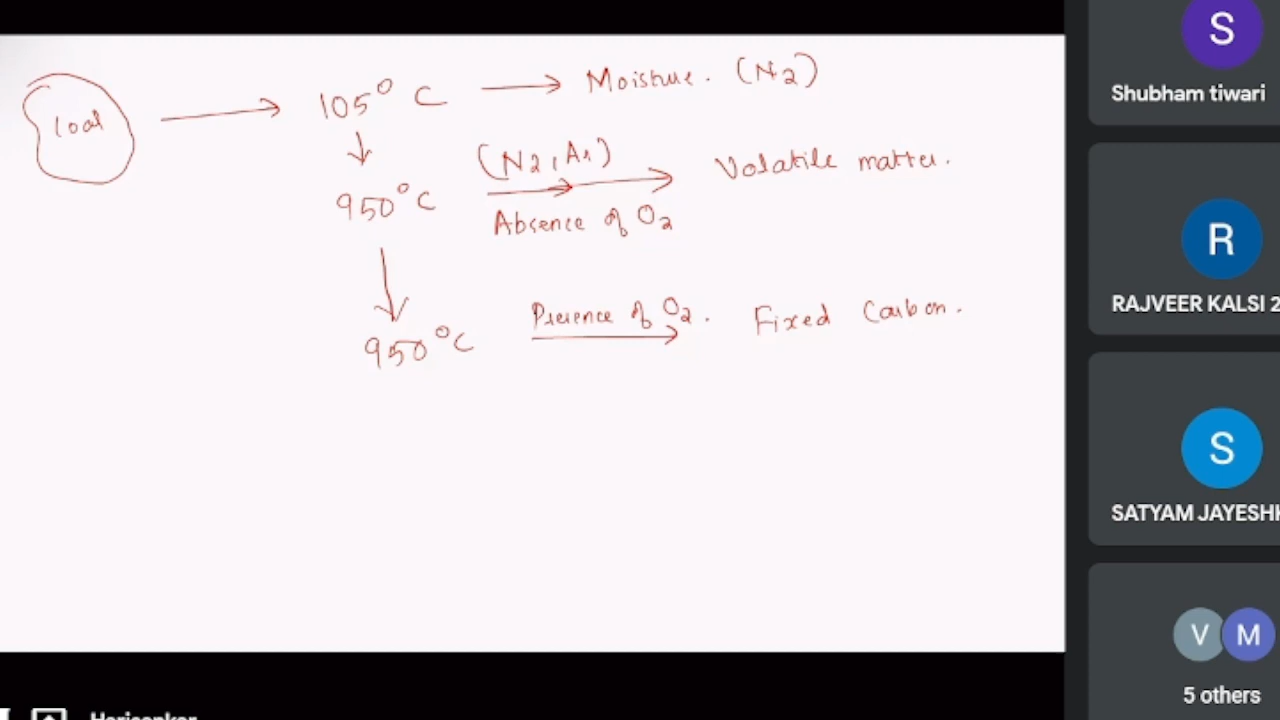 Coal → 105° C → Moisture. (N2)
↓
950°C (N2, Ar) → Volatile matter.
Absence of O2
↓
950°C Presence of O2. → Fixed Carbon.
S
Shubham tiwari
R
RAJVEER KALSI 2
S
SATYAM JAYESH
V M
5 others